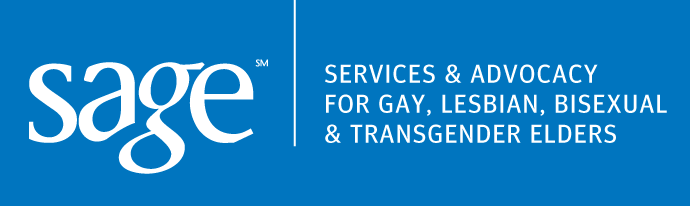 sage℠
SERVICES & ADVOCACY
FOR GAY, LESBIAN, BISEXUAL
& TRANSGENDER ELDERS